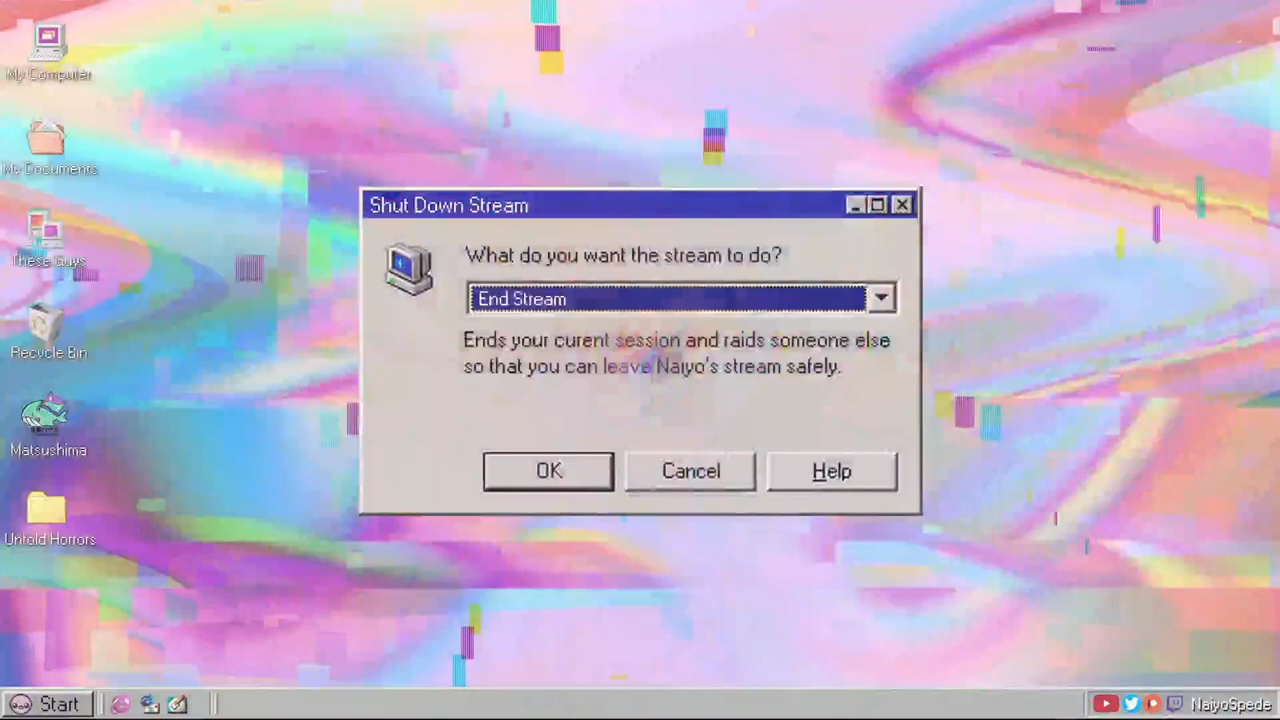 My Computer
My Documents
These Guys
Recycle Bin
Matsushima
Untold Horrors
Shut Down Stream
What do you want the stream to do?
End Stream
Ends your curent session and raids someone else
so that you can leave Naiyo's stream safely.
OK
Cancel
Help
Start
NaiyoSpede